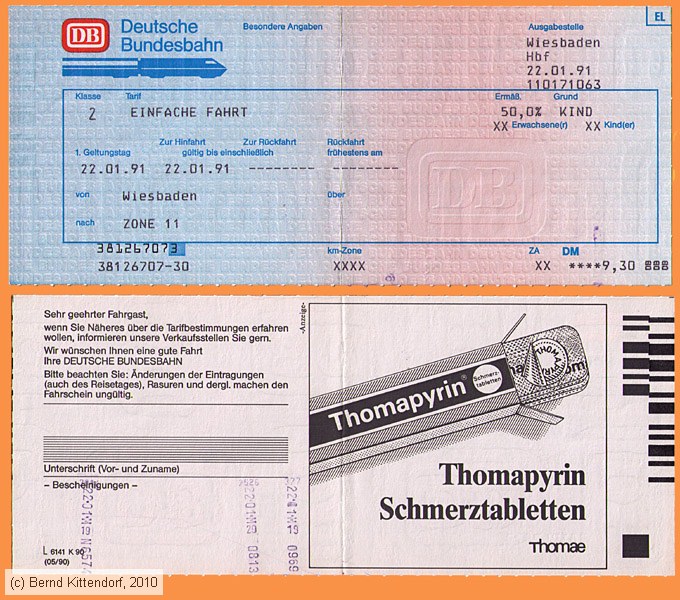 DB
Deutsche
Bundesbahn
Besondere Angaben
Ausgabestelle
EL
Wiesbaden
Hbf
22.01.91
110171063
Klasse Tarif Ermäß. Grund
2 EINFACHE FAHRT 50,0% KIND
XX Erwachsene(r) XX Kind(er)
Zur Hinfahrt Zur Rückfahrt Rückfahrt
1. Geltungstag gültig bis einschließlich frühestens am
22.01.91 22.01.91 -------- --------
DB
von Wiesbaden über
nach ZONE 11
381267073
km-Zone ZA DM
38126707-30 XXXX XX ****9,30
Sehr geehrter Fahrgast,
wenn Sie Näheres über die Tarifbestimmungen erfahren
wollen, informieren unsere Verkaufsstellen Sie gern.
Wir wünschen Ihnen eine gute Fahrt
Ihre DEUTSCHE BUNDESBAHN
Bitte beachten Sie: Änderungen der Eintragungen
(auch des Reisetages), Rasuren und dergl. machen den
Fahrschein ungültig.
Unterschrift (Vor- und Zuname)
– Bescheinigungen –
L 6141 K 90
(05/90)
-Anzeige-
Thomapyrin®
Schmerz-
tabletten
THOMAPYRIN
Thomapyrin
Schmerztabletten
Thomae
(c) Bernd Kittendorf, 2010